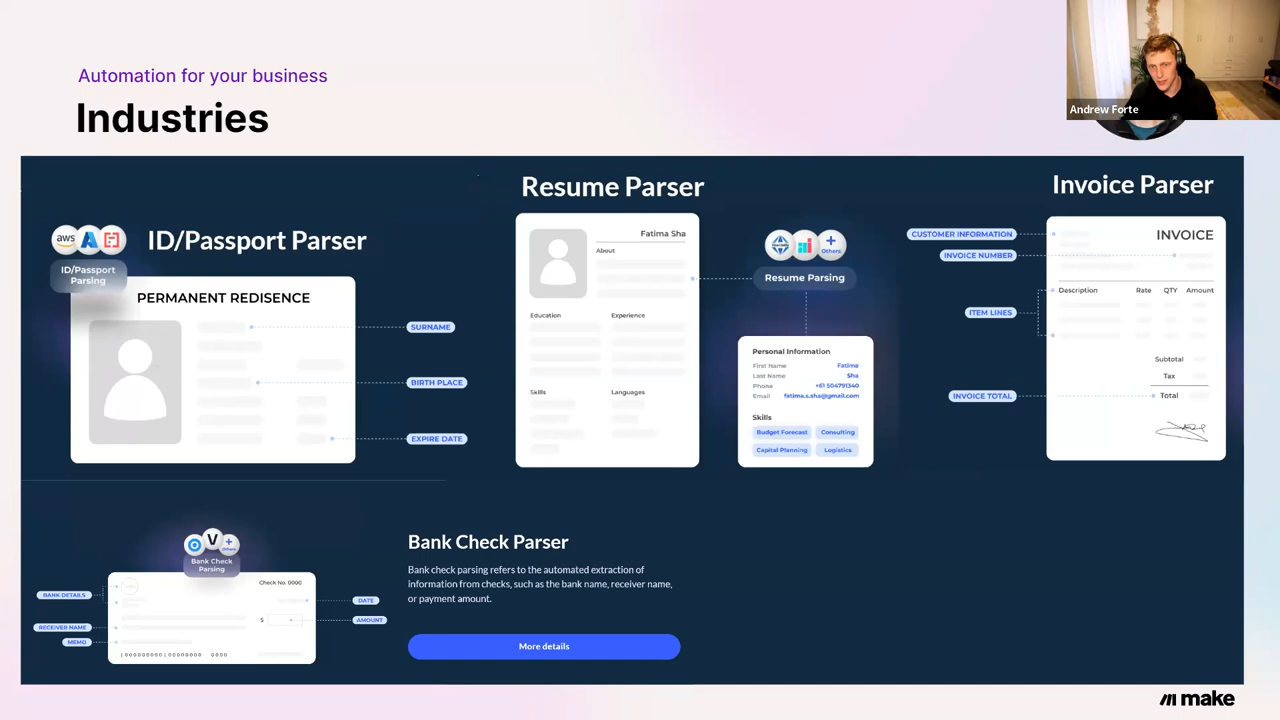 Automation for your business
Industries
Andrew Forte
aws
ID/Passport
Parsing
ID/Passport Parser
PERMANENT REDISENCE
SURNAME
BIRTH PLACE
EXPIRE DATE
Resume Parser
Fatima Sha
About
Education
Experience
Skills
Languages
Others
Resume Parsing
Personal Information
First Name Fatima
Last Name Sha
Phone +61 504791340
Email fatima.s.sha@gmail.com
Skills
Budget Forecast Consulting
Capital Planning Logistics
Invoice Parser
CUSTOMER INFORMATION
INVOICE NUMBER
ITEM LINES
INVOICE TOTAL
INVOICE
Description Rate QTY Amount
Subtotal
Tax
Total
V
Others
Bank Check
Parsing
Check No. 0000
BANK DETAILS
RECEIVER NAME
MEMO
DATE
AMOUNT
$
Bank Check Parser
Bank check parsing refers to the automated extraction of
information from checks, such as the bank name, receiver name,
or payment amount.
More details
make